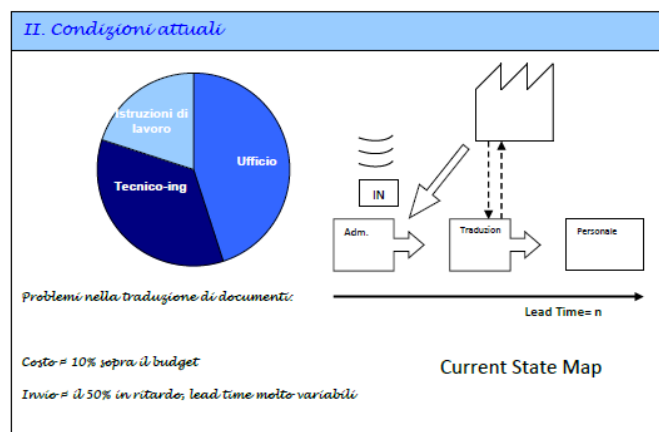 II. Condizioni attuali
Istruzioni di
lavoro
Ufficio
Tecnico-ing
IN
Adm.
Traduzion
Personale
Lead Time= n
Problemi nella traduzione di documenti:
Costo = 10% sopra il budget
Invio = il 50% in ritardo, lead time molto variabili
Current State Map